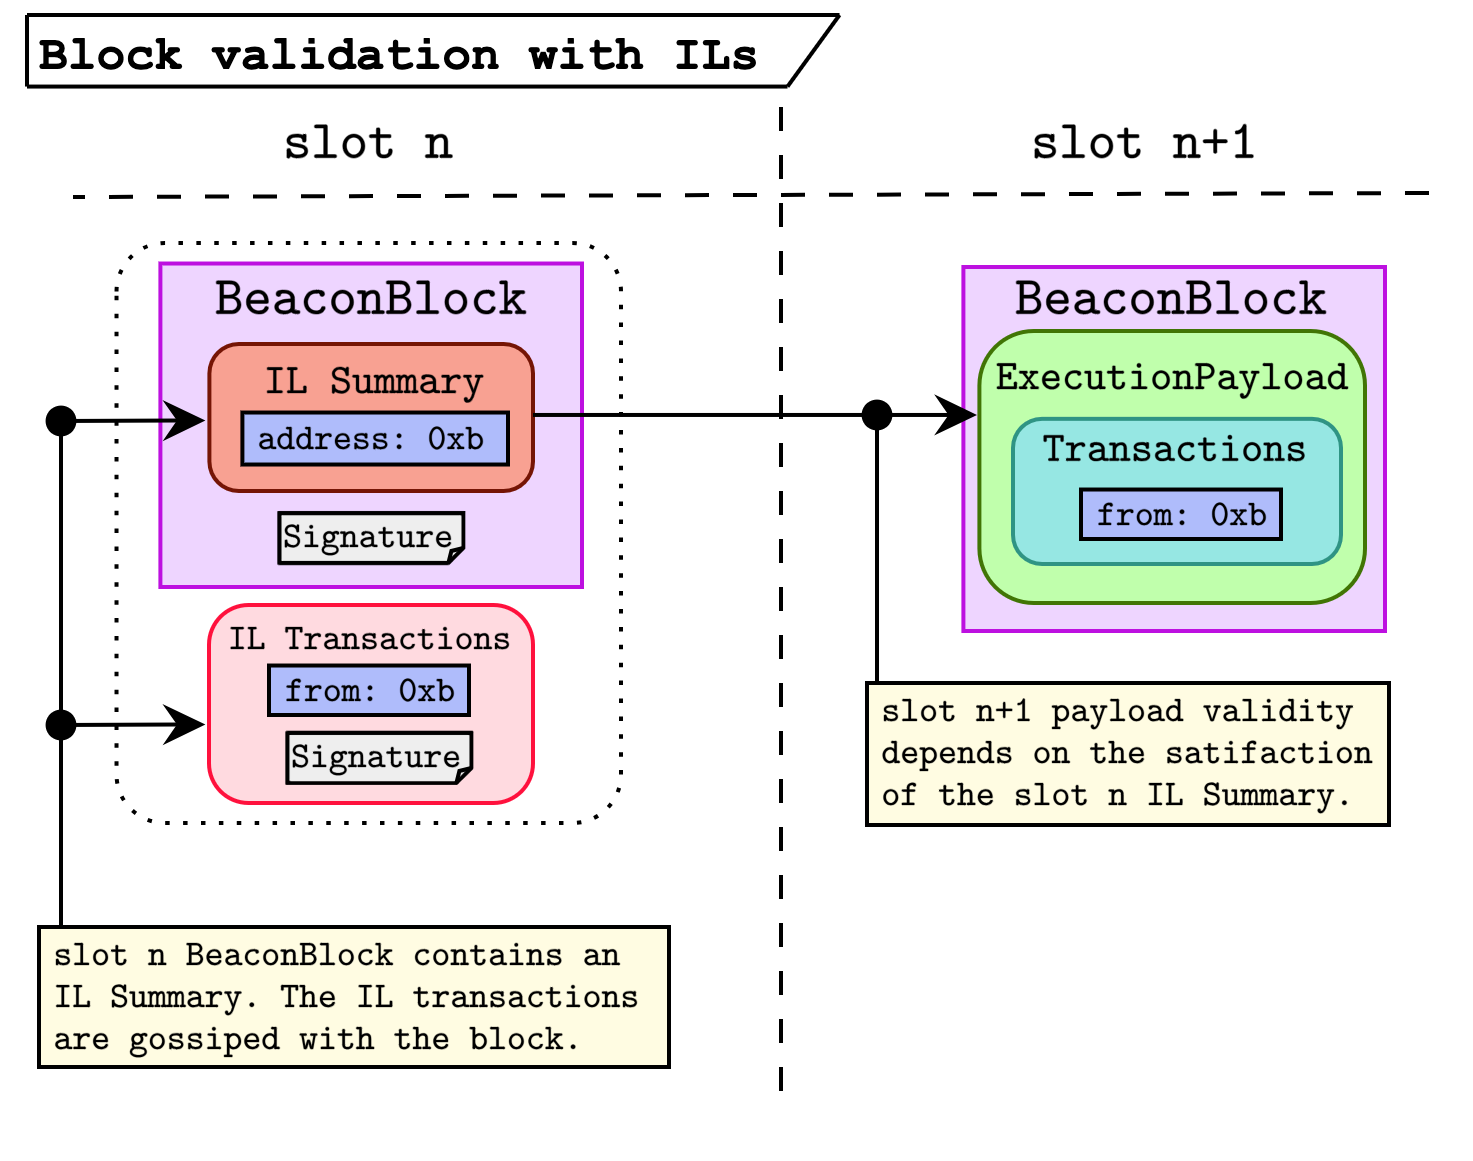 Block validation with ILs
slot n
slot n+1
BeaconBlock
IL Summary
address: 0xb
Signature
IL Transactions
from: 0xb
Signature
slot n BeaconBlock contains an
IL Summary. The IL transactions
are gossiped with the block.
BeaconBlock
ExecutionPayload
Transactions
from: 0xb
slot n+1 payload validity
depends on the satifaction
of the slot n IL Summary.